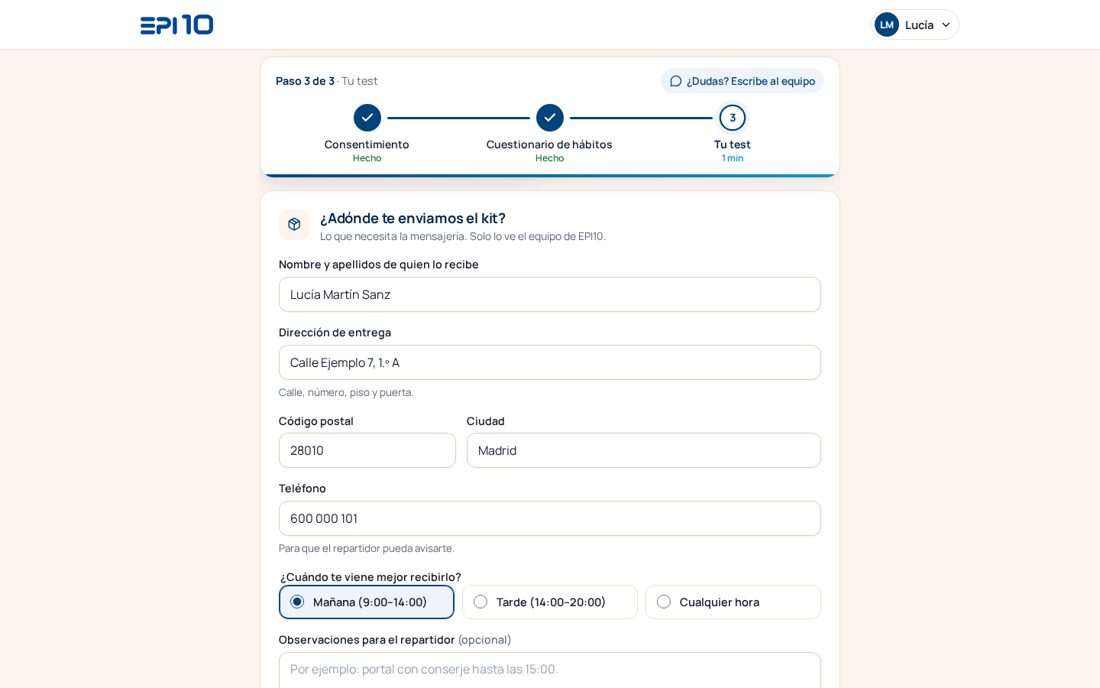 EPI10
LM Lucía
Paso 3 de 3 · Tu test
¿Dudas? Escribe al equipo
3
Consentimiento
Hecho
Cuestionario de hábitos
Hecho
Tu test
1 min
¿Adónde te enviamos el kit?
Lo que necesita la mensajería. Solo lo ve el equipo de EPI10.
Nombre y apellidos de quien lo recibe
Lucía Martín Sanz
Dirección de entrega
Calle Ejemplo 7, 1.º A
Calle, número, piso y puerta.
Código postal
28010
Ciudad
Madrid
Teléfono
600 000 101
Para que el repartidor pueda avisarte.
¿Cuándo te viene mejor recibirlo?
Mañana (9:00–14:00)
Tarde (14:00–20:00)
Cualquier hora
Observaciones para el repartidor (opcional)
Por ejemplo: portal con conserje hasta las 15:00.